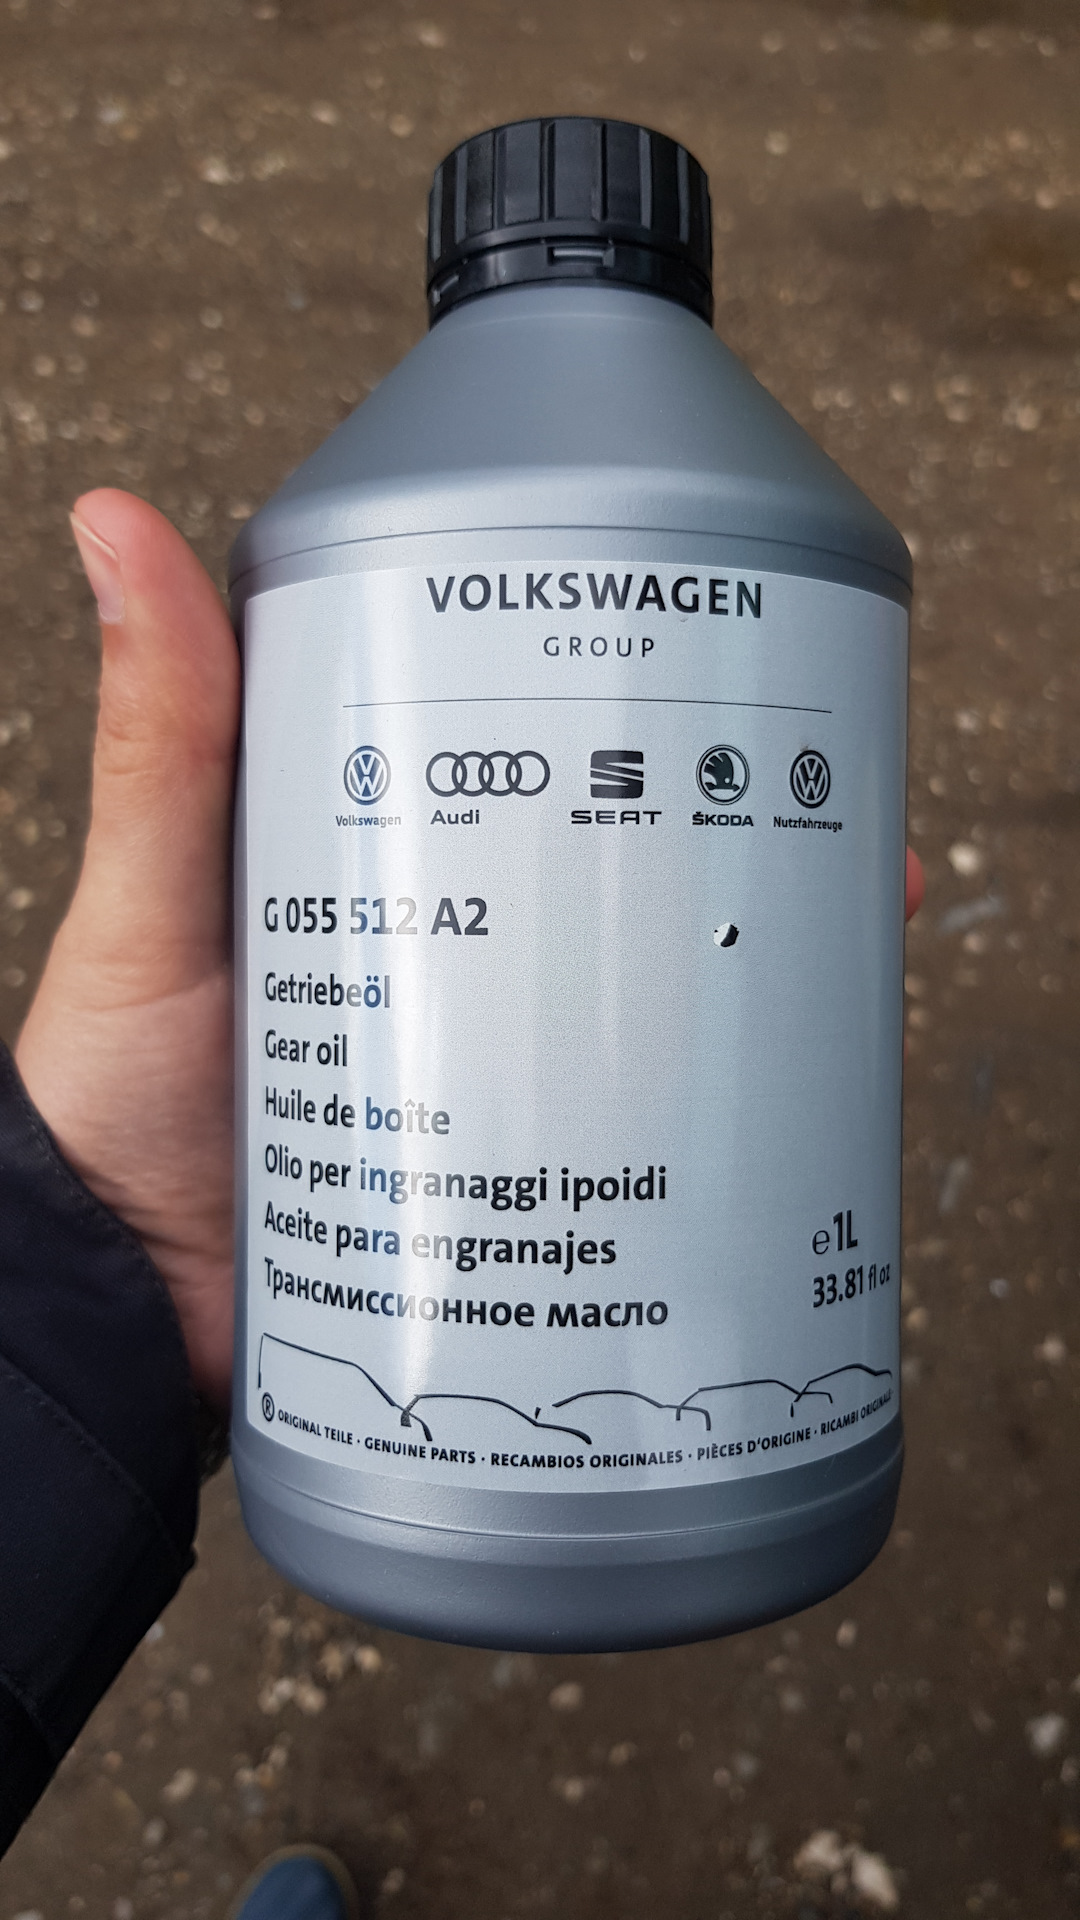 VOLKSWAGEN
GROUP
Volkswagen Audi SEAT ŠKODA Nutzfahrzeuge
G 055 512 A2
Getriebeöl
Gear oil
Huile de boîte
Olio per ingranaggi ipoidi
Aceite para engranajes
Трансмиссионное масло
e 1L
33.81 fl oz
® ORIGINAL TEILE · GENUINE PARTS · RECAMBIOS ORIGINALES · PIÈCES D'ORIGINE · RICAMBI ORIGINALI